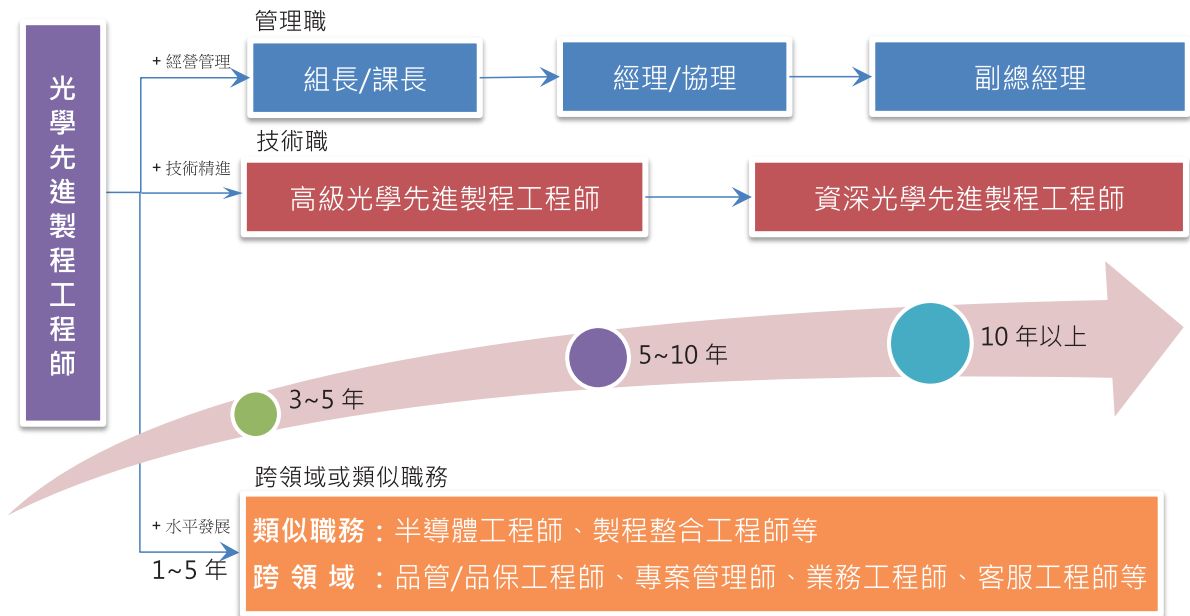 光學先進製程工程師
管理職
+ 經營管理
組長/課長
經理/協理
副總經理
技術職
+ 技術精進
高級光學先進製程工程師
資深光學先進製程工程師
3~5 年
5~10 年
10 年以上
跨領域或類似職務
+ 水平發展
1~5 年
類似職務：半導體工程師、製程整合工程師等
跨 領 域 ：品管/品保工程師、專案管理師、業務工程師、客服工程師等